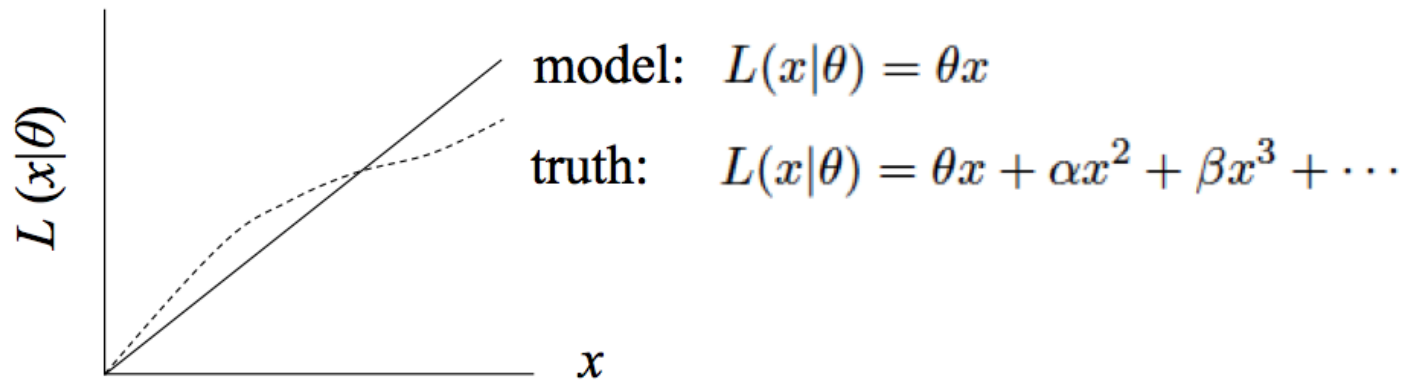 L (x|θ)
model: L(x|θ) = θx
truth: L(x|θ) = θx + αx² + βx³ + ···
x